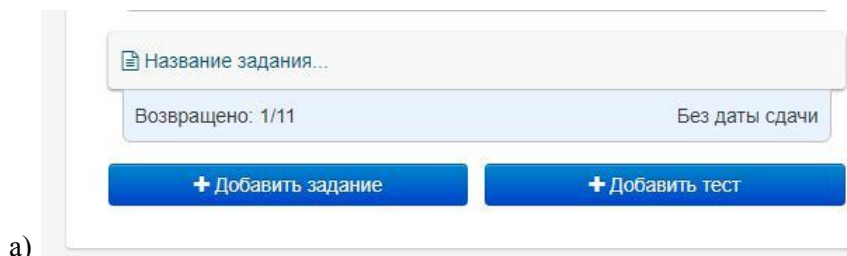 Название задания...
Возвращено: 1/11 Без даты сдачи
+ Добавить задание + Добавить тест
а)